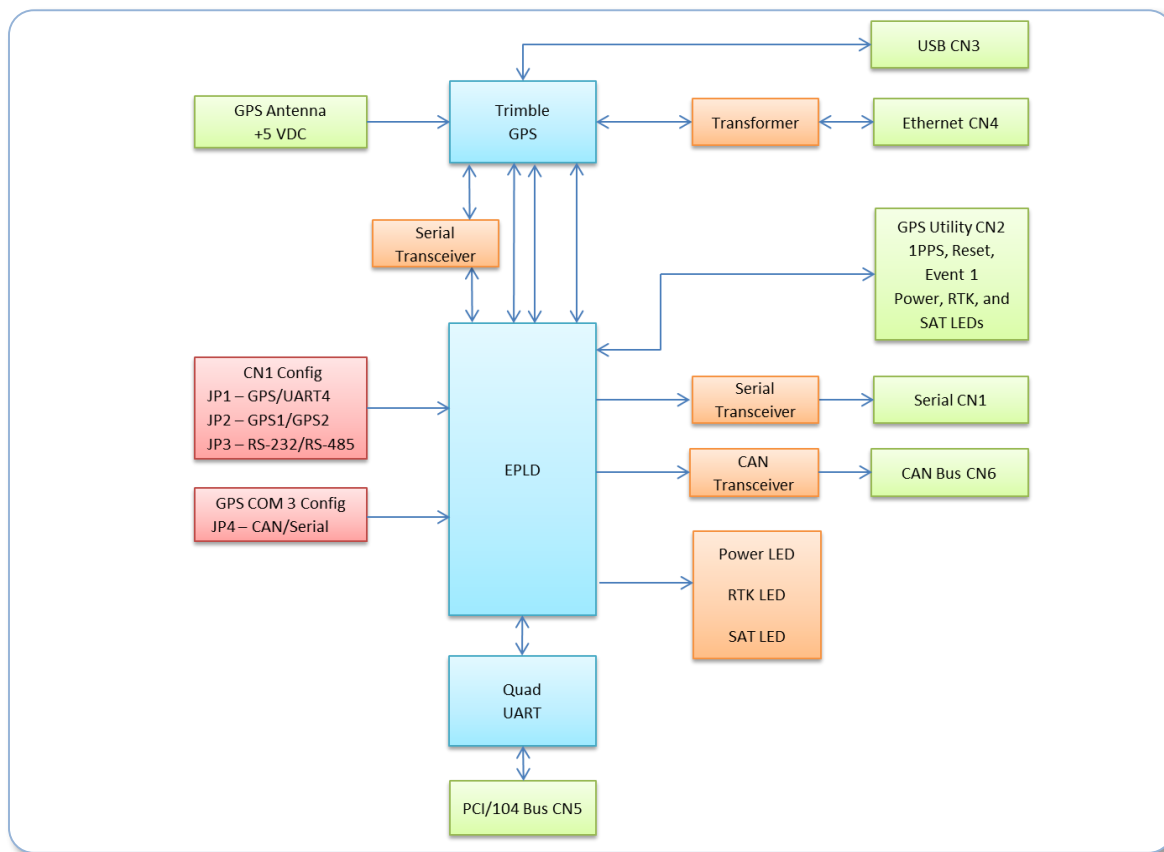 USB CN3
GPS Antenna
+5 VDC
Trimble
GPS
Transformer
Ethernet CN4
Serial
Transceiver
GPS Utility CN2
1PPS, Reset,
Event 1
Power, RTK, and
SAT LEDs
CN1 Config
JP1 – GPS/UART4
JP2 – GPS1/GPS2
JP3 – RS-232/RS-485
EPLD
Serial
Transceiver
Serial CN1
CAN
Transceiver
CAN Bus CN6
GPS COM 3 Config
JP4 – CAN/Serial
Power LED
RTK LED
SAT LED
Quad
UART
PCI/104 Bus CN5